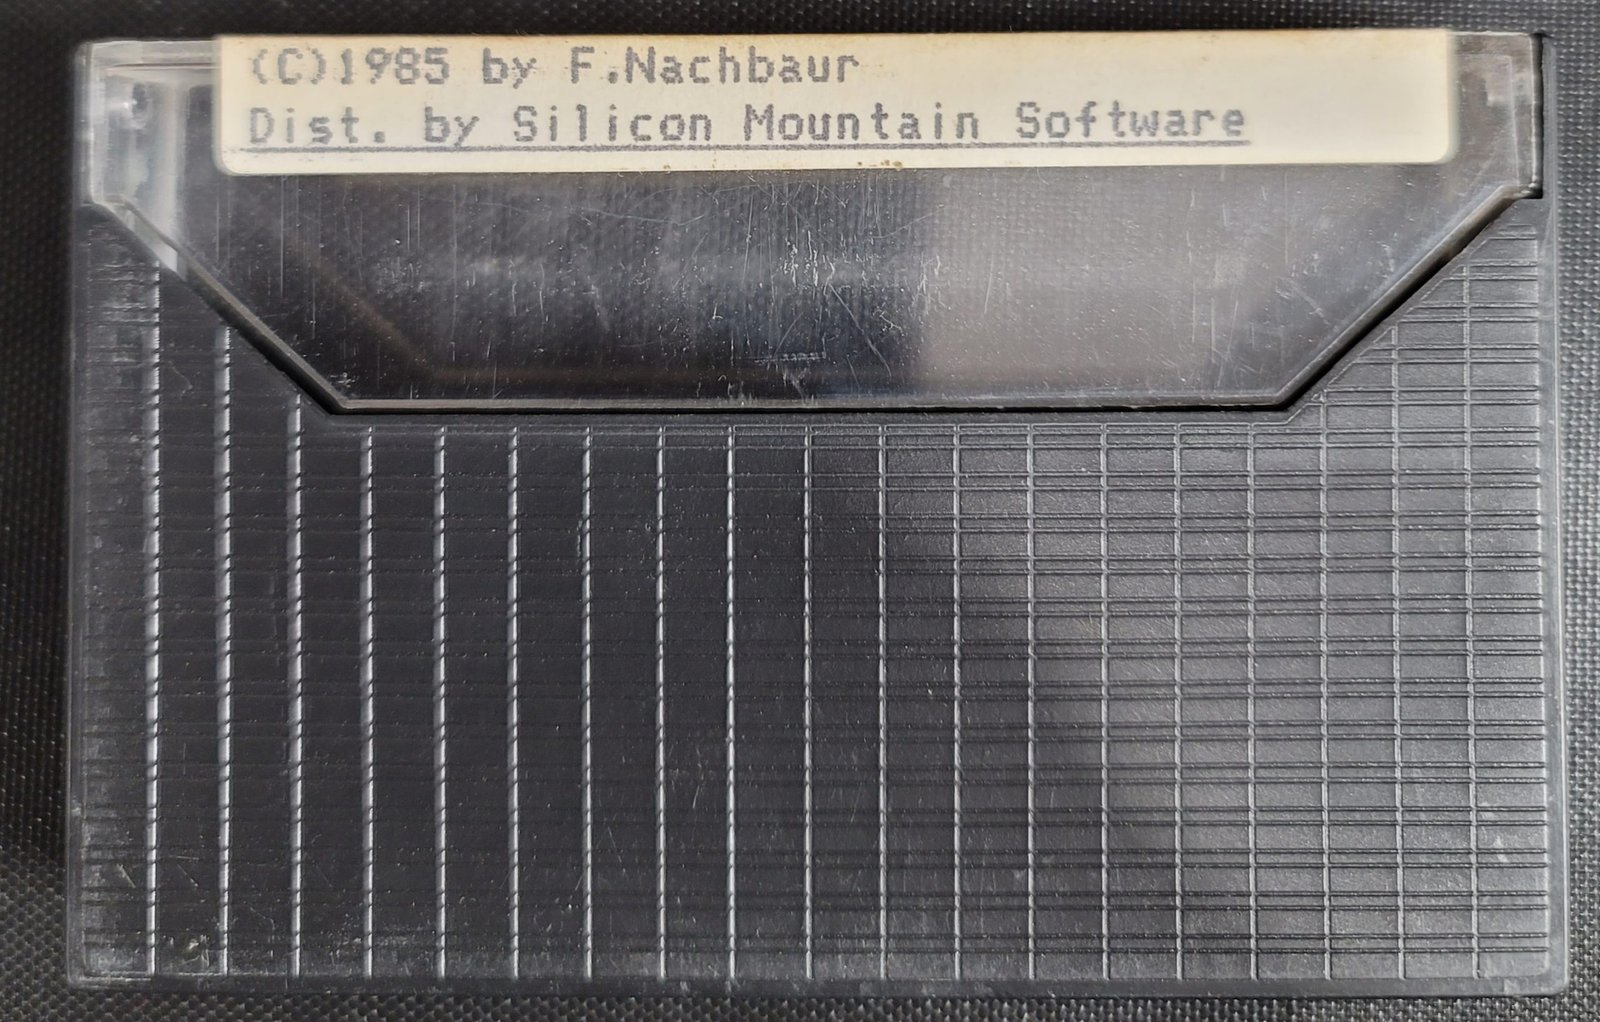 (C)1985 by F.Nachbaur
Dist. by Silicon Mountain Software